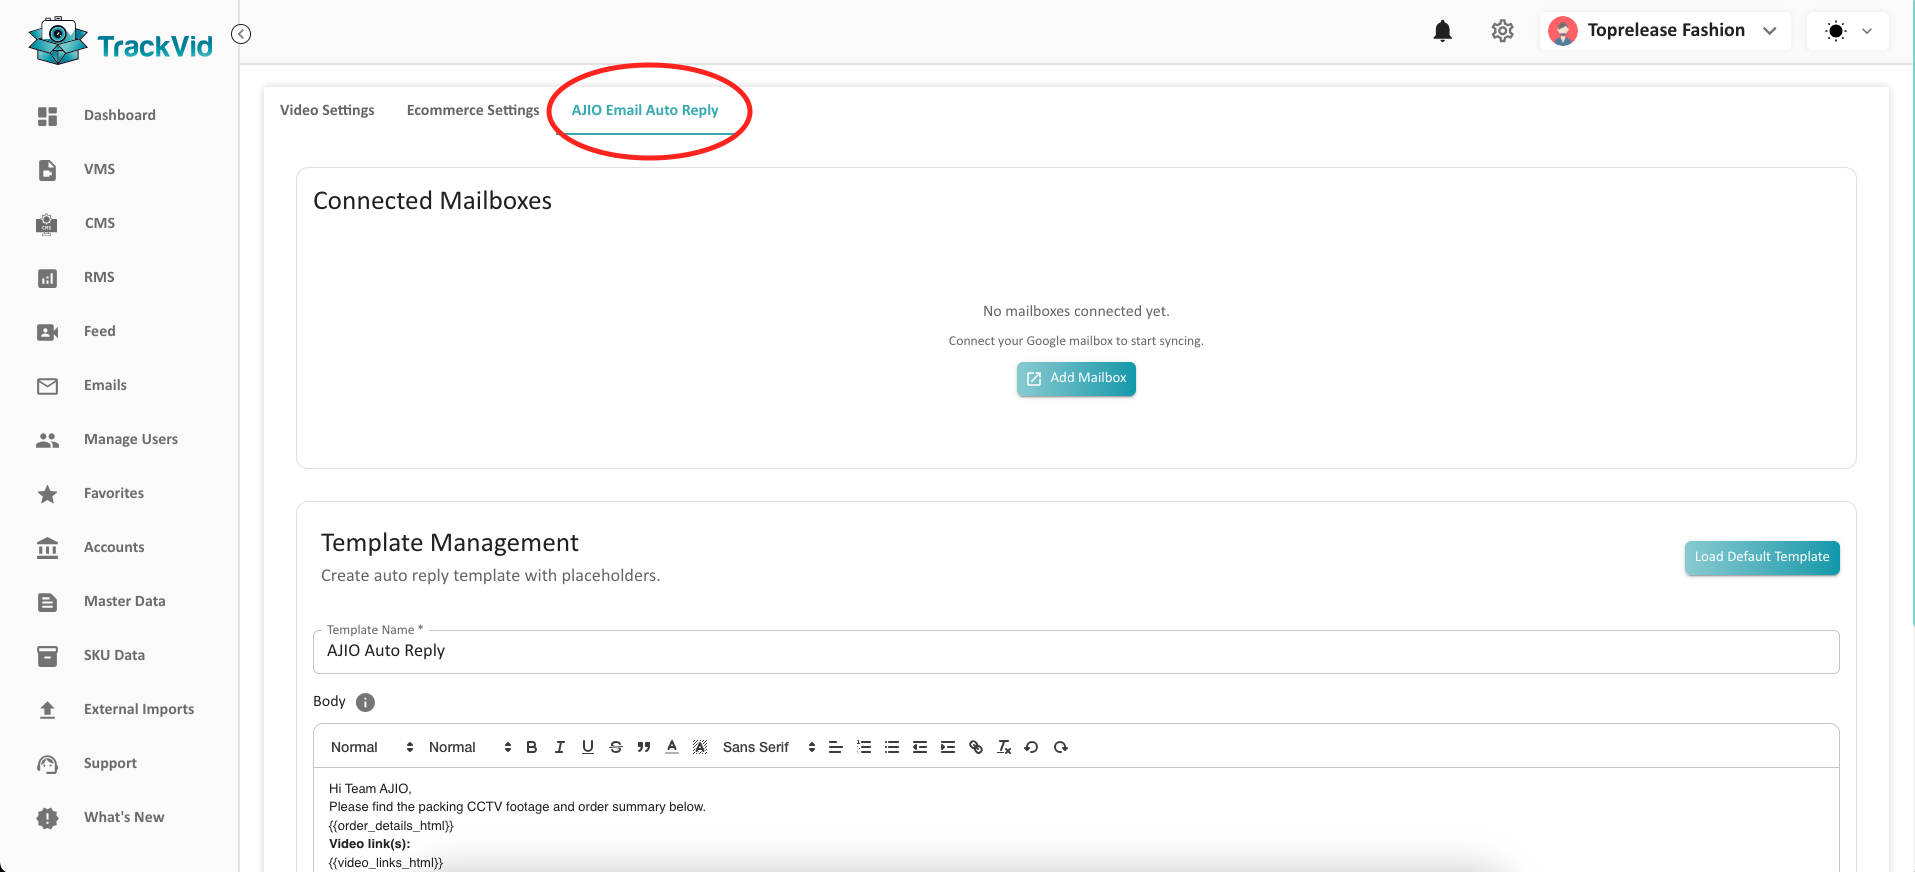 TrackVid
Toprelease Fashion
Dashboard
VMS
CMS
RMS
Feed
Emails
Manage Users
Favorites
Accounts
Master Data
SKU Data
External Imports
Support
What's New
Video Settings
Ecommerce Settings
AJIO Email Auto Reply
Connected Mailboxes
No mailboxes connected yet.
Connect your Google mailbox to start syncing.
Add Mailbox
Template Management
Create auto reply template with placeholders.
Load Default Template
Template Name *
AJIO Auto Reply
Body
Normal Normal Sans Serif
Hi Team AJIO,
Please find the packing CCTV footage and order summary below.
{{order_details_html}}
Video link(s):
{{video_links_html}}